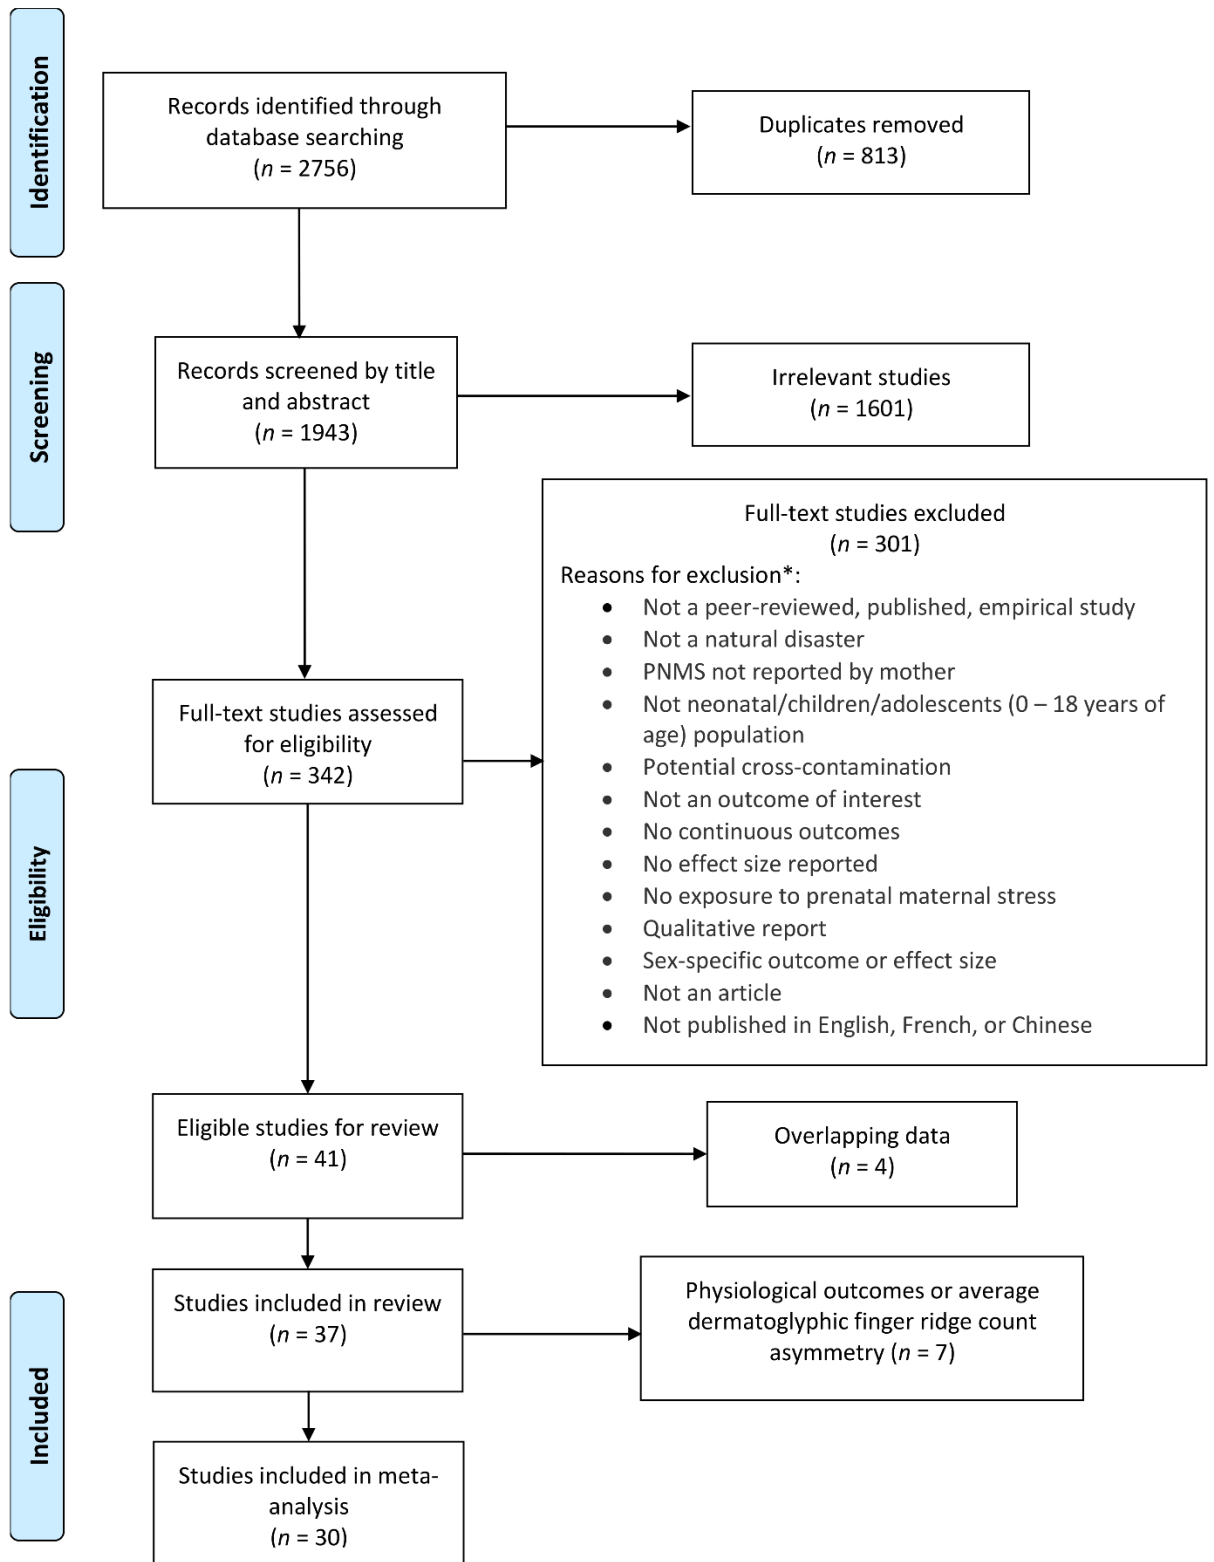 Identification
Records identified through
database searching
(n = 2756)
Duplicates removed
(n = 813)
Screening
Records screened by title
and abstract
(n = 1943)
Irrelevant studies
(n = 1601)
Full-text studies excluded
(n = 301)
Reasons for exclusion*:
• Not a peer-reviewed, published, empirical study
• Not a natural disaster
• PNMS not reported by mother
• Not neonatal/children/adolescents (0 – 18 years of
age) population
• Potential cross-contamination
• Not an outcome of interest
• No continuous outcomes
• No effect size reported
• No exposure to prenatal maternal stress
• Qualitative report
• Sex-specific outcome or effect size
• Not an article
• Not published in English, French, or Chinese
Eligibility
Full-text studies assessed
for eligibility
(n = 342)
Eligible studies for review
(n = 41)
Overlapping data
(n = 4)
Included
Studies included in review
(n = 37)
Physiological outcomes or average
dermatoglyphic finger ridge count
asymmetry (n = 7)
Studies included in meta-
analysis
(n = 30)